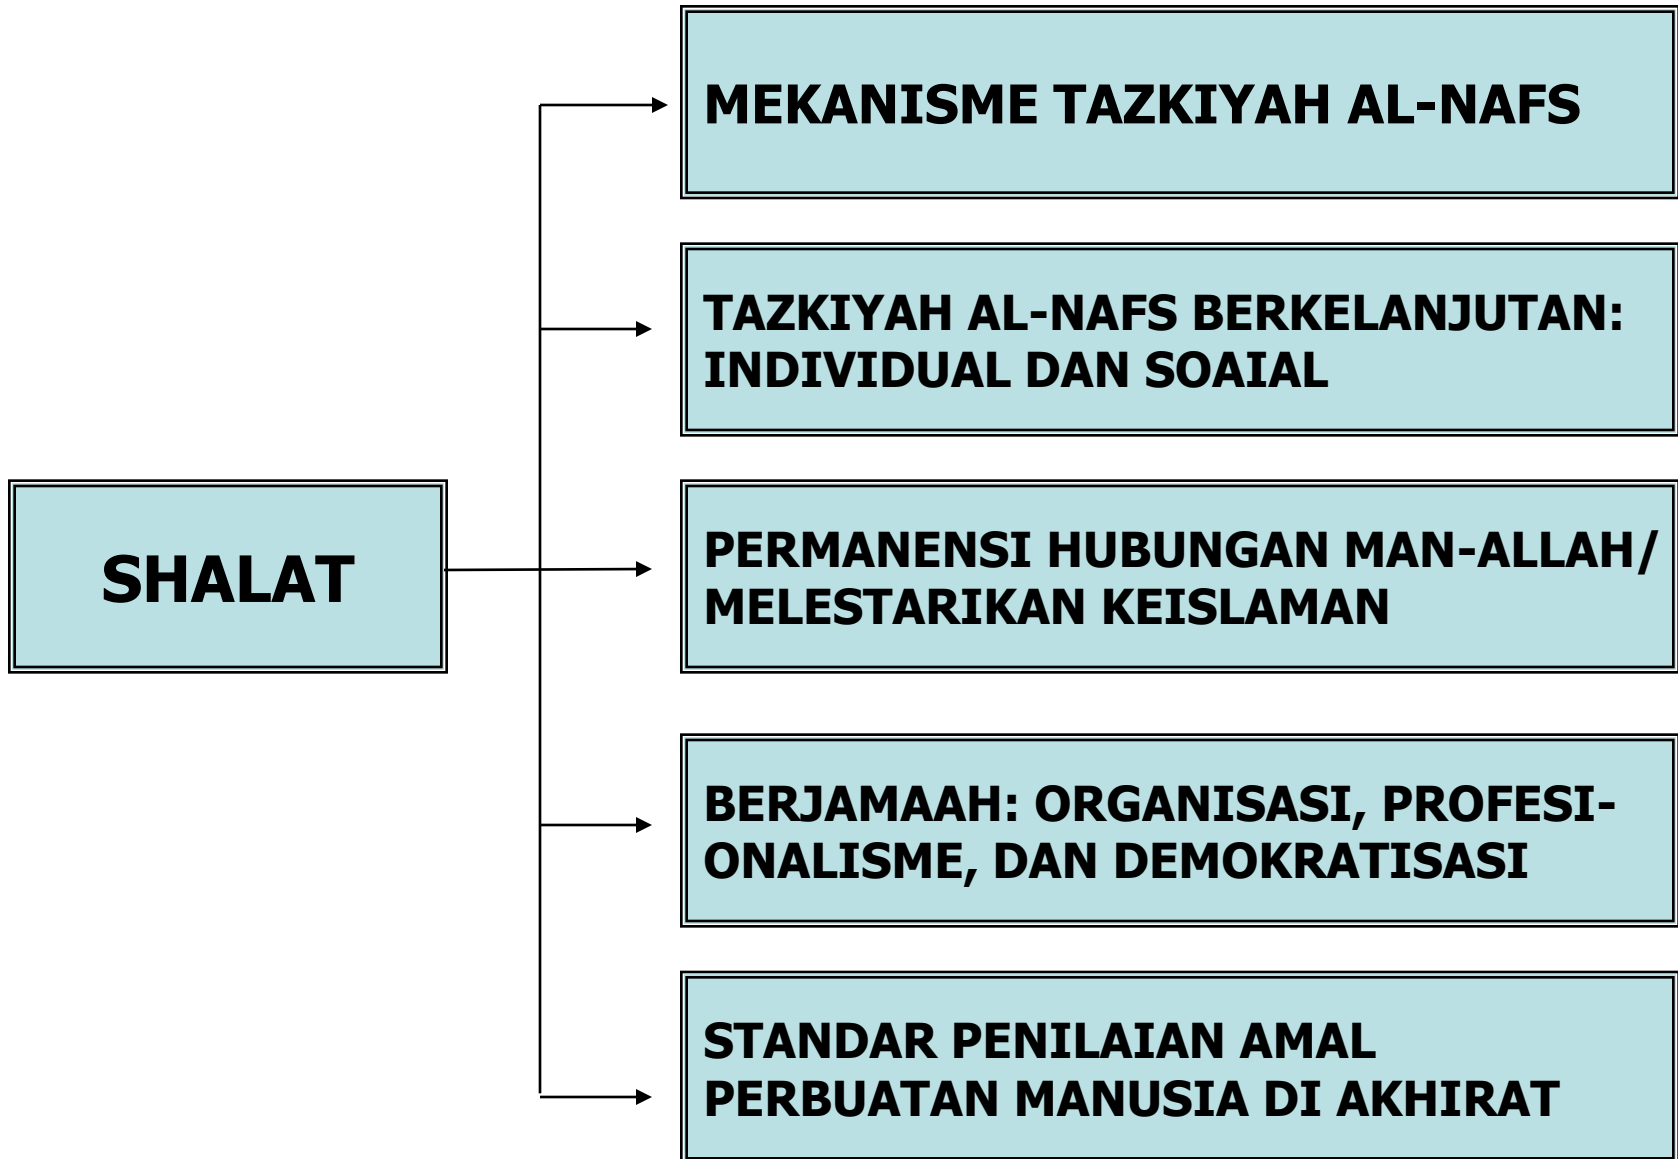 MEKANISME TAZKIYAH AL-NAFS
TAZKIYAH AL-NAFS BERKELANJUTAN:
INDIVIDUAL DAN SOAIAL
SHALAT
PERMANENSI HUBUNGAN MAN-ALLAH/
MELESTARIKAN KEISLAMAN
BERJAMAAH: ORGANISASI, PROFESI-
ONALISME, DAN DEMOKRATISASI
STANDAR PENILAIAN AMAL
PERBUATAN MANUSIA DI AKHIRAT